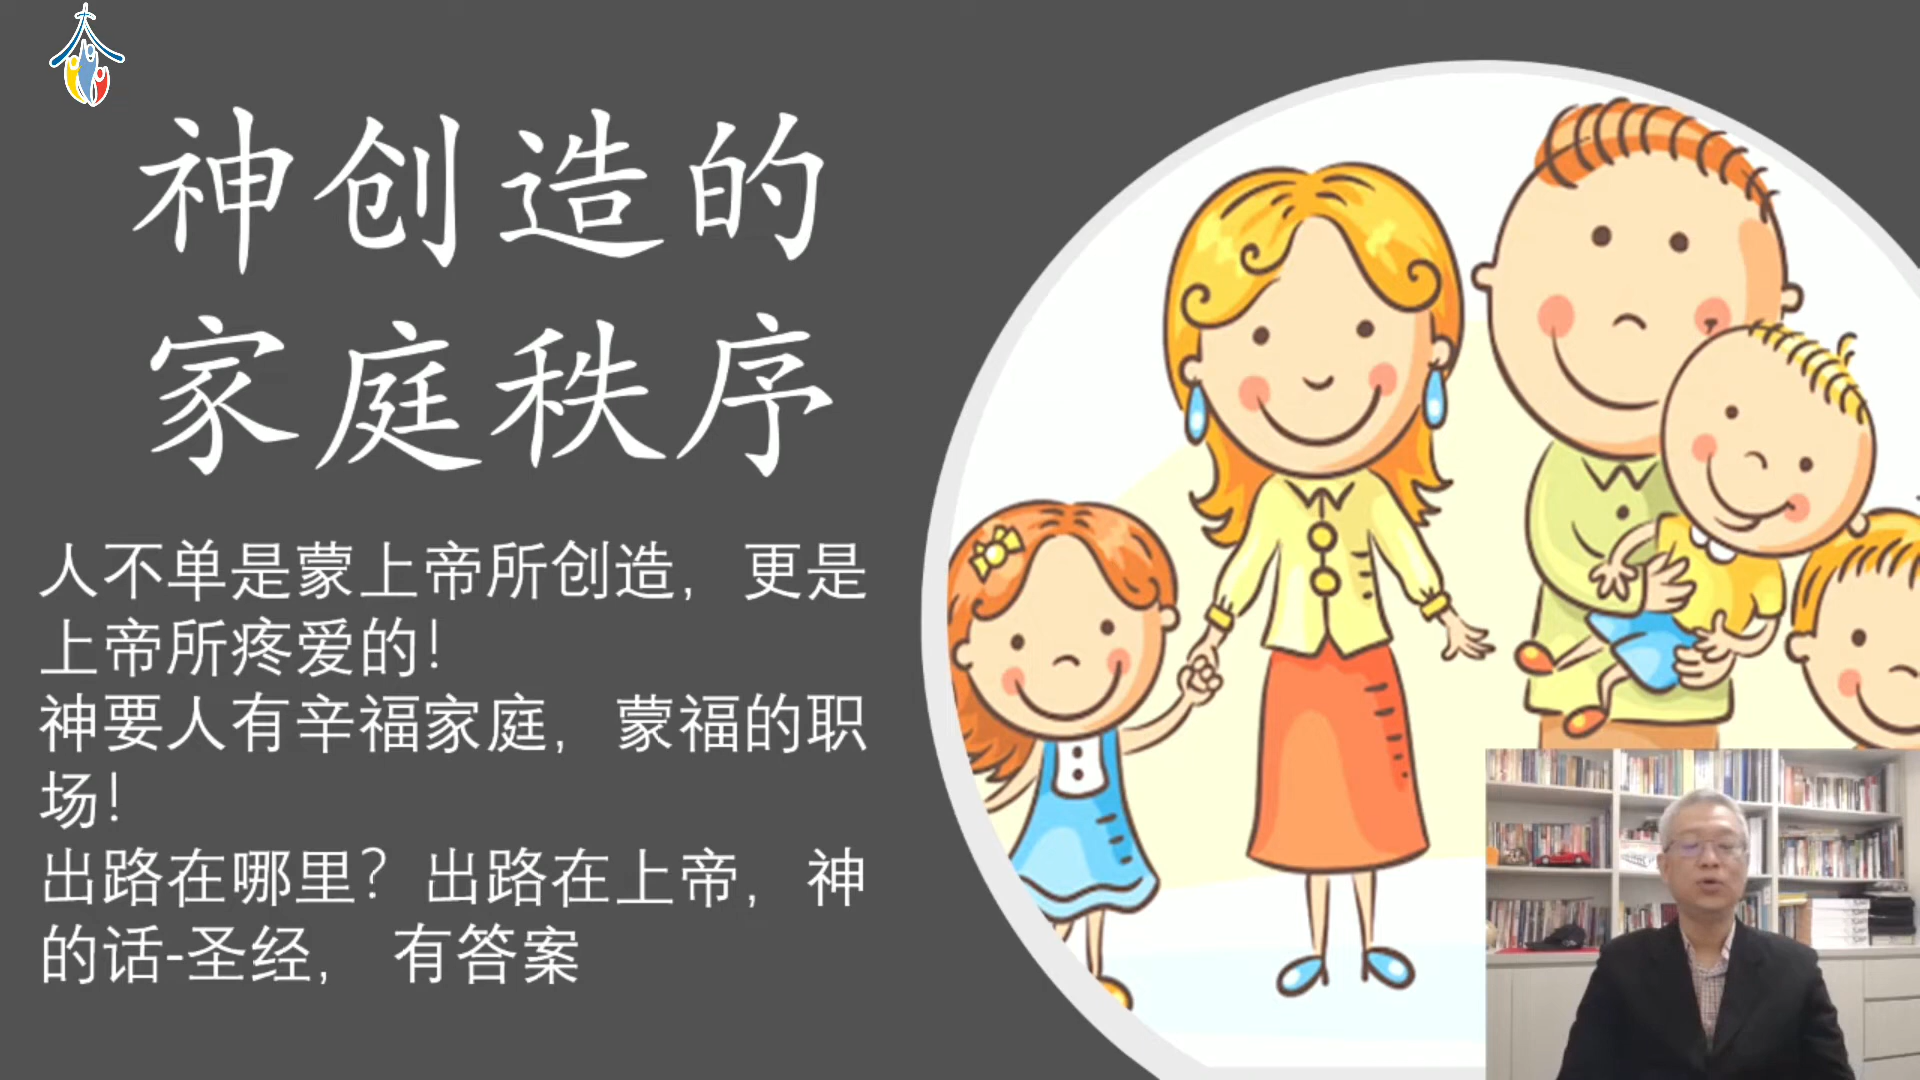 神创造的
家庭秩序
人不单是蒙上帝所创造，更是
上帝所疼爱的！
神要人有辛福家庭，蒙福的职
场！
出路在哪里？出路在上帝，神
的话-圣经， 有答案